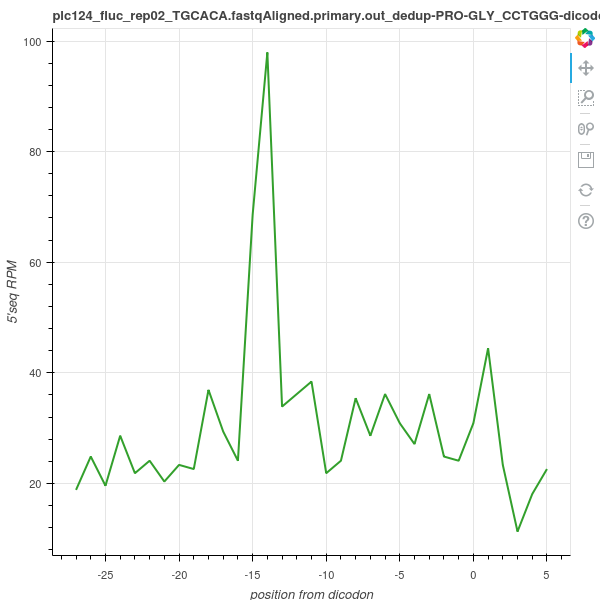 plc124_fluc_rep02_TGCACA.fastqAligned.primary.out_dedup-PRO-GLY_CCTGGG-dicodo
100
80
60
40
20
5'seq RPM
-25 -20 -15 -10 -5 0 5
position from dicodon